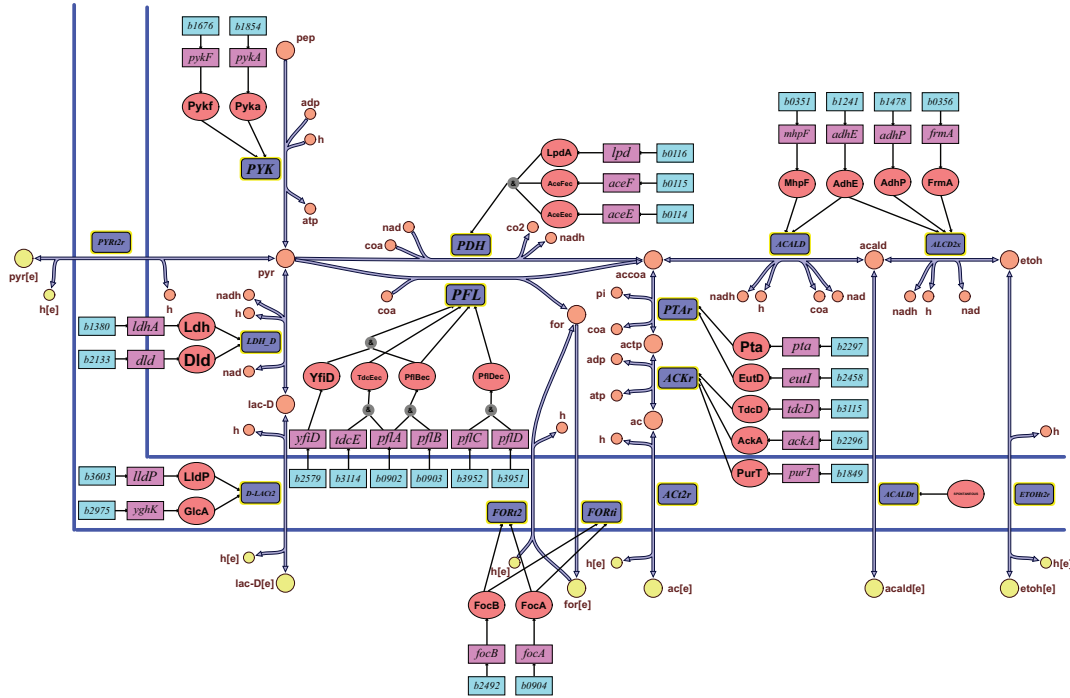 b1676
b1854
pykF
pykA
pep
Pykf
Pyka
adp
h
PYK
atp
b0351
b1241
b1478
b0356
mhpF
adhE
adhP
frmA
MhpF
AdhE
AdhP
FrmA
LpdA
lpd
b0116
&
AceFec
aceF
b0115
AceEec
aceE
b0114
PYRt2r
nad
coa
PDH
co2
nadh
ACALD
acald
ALCD2x
pyr[e]
pyr
accoa
etoh
h[e]
h
nadh
h
coa
PFL
for
pi
coa
PTAr
nadh
h
coa
nad
nadh
h
nad
b1380
ldhA
Ldh
LDH_D
b2133
dld
Dld
nad
&
actp
Pta
pta
b2297
adp
atp
ACKr
EutD
eutI
b2458
YfiD
TdcEec
PflBec
PflDec
lac-D
&
&
&
TdcD
tdcD
b3115
h
yfiD
tdcE
pflA
pflB
pflC
pflD
h
ac
h
AckA
ackA
b2296
h
b3603
lldP
LldP
b2579
b3114
b0902
b0903
b3952
b3951
PurT
purT
b1849
D-LACt2
b2975
yghK
GlcA
FORt2
FORti
ACt2r
ACALDt
ETOHt2r
h[e]
h[e]
h[e]
h[e]
lac-D[e]
for[e]
ac[e]
acald[e]
etoh[e]
FocB
FocA
focB
focA
b2492
b0904